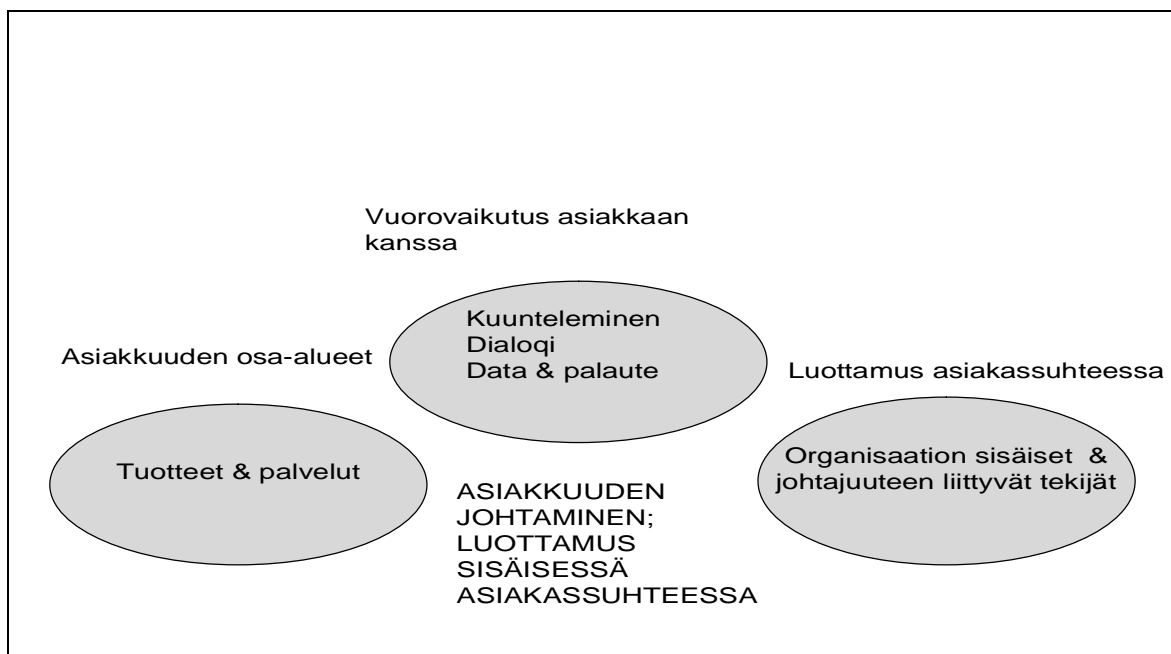 Vuorovaikutus asiakkaan
kanssa
Kuunteleminen
Dialoqi
Data & palaute
Asiakkuuden osa-alueet
Tuotteet & palvelut
Luottamus asiakassuhteessa
Organisaation sisäiset &
johtajuuteen liittyvät tekijät
ASIAKKUUDEN
JOHTAMINEN;
LUOTTAMUS
SISÄISESSÄ
ASIAKASSUHTEESSA